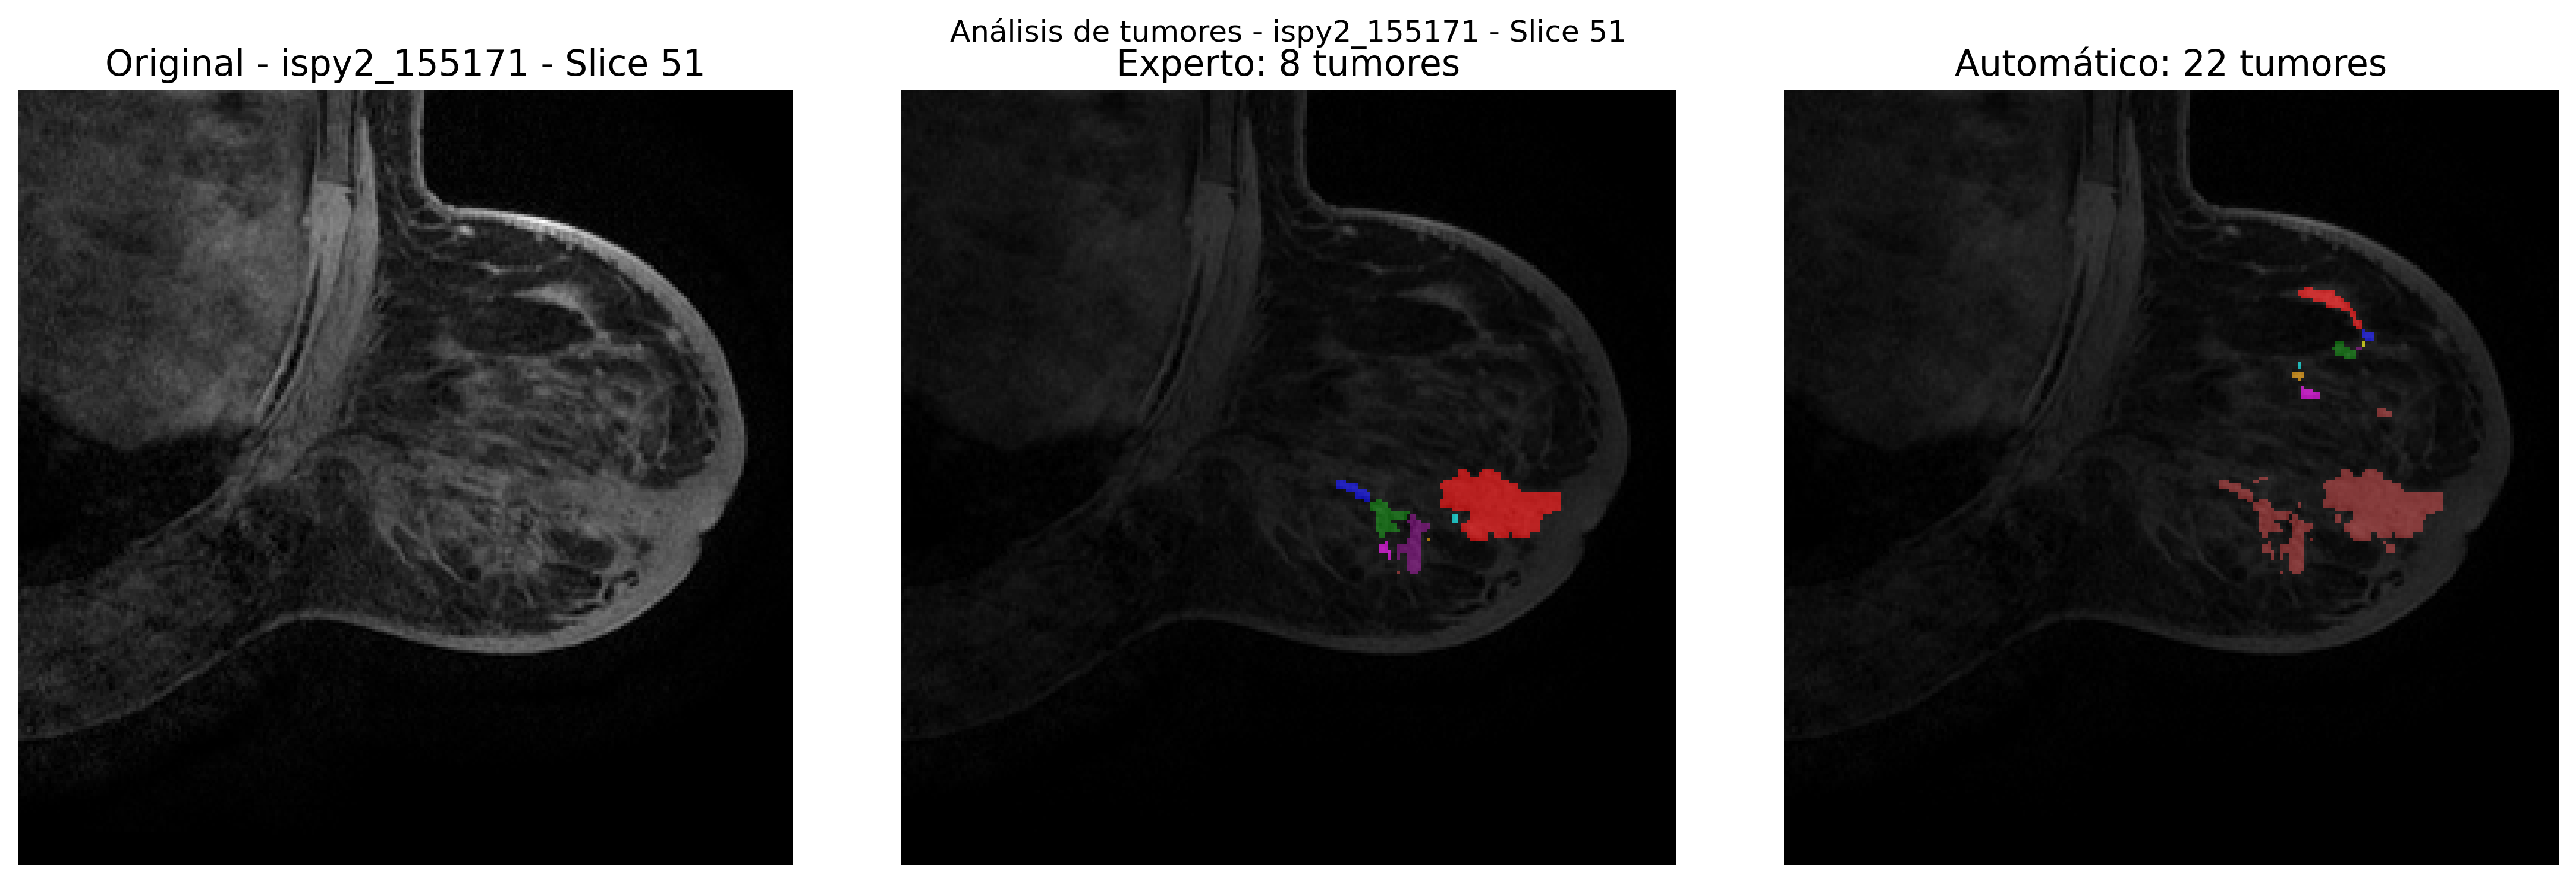 Análisis de tumores - ispy2_155171 - Slice 51
Original - ispy2_155171 - Slice 51
Experto: 8 tumores
Automático: 22 tumores